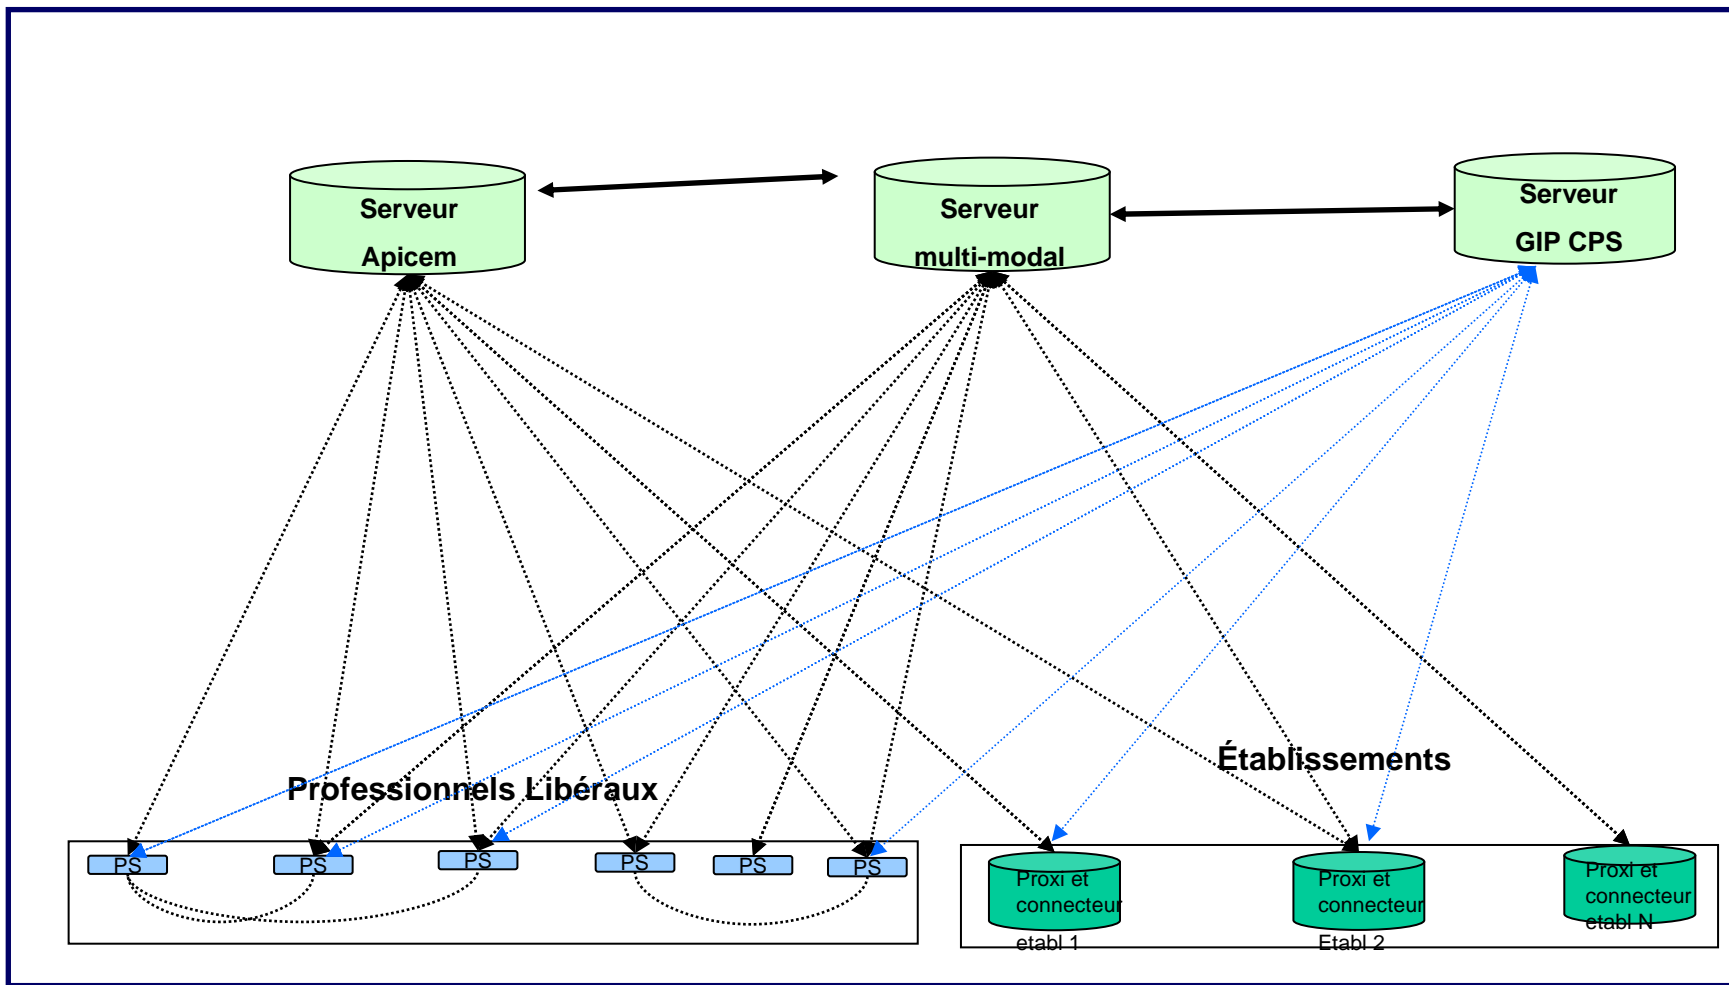 Serveur
Apicem
Serveur
multi-modal
Serveur
GIP CPS
Professionnels Libéraux
Établissements
PS
PS
PS
PS
PS
PS
Proxi et
connecteur
etabl 1
Proxi et
connecteur
Etabl 2
Proxi et
connecteur
etabl N